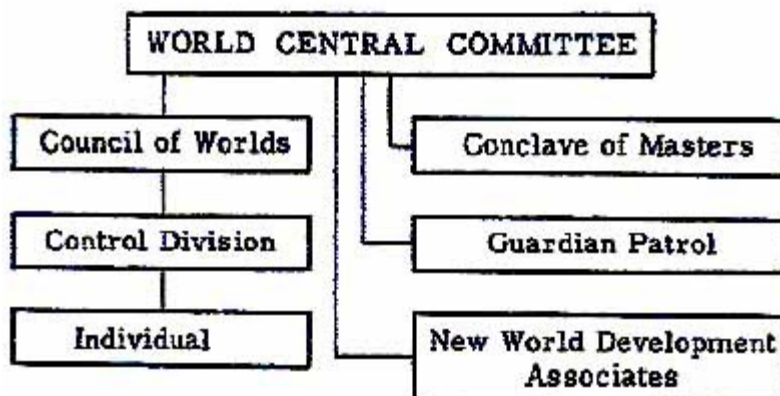 WORLD CENTRAL COMMITTEE
Council of Worlds
Control Division
Individual
Conclave of Masters
Guardian Patrol
New World Development
Associates